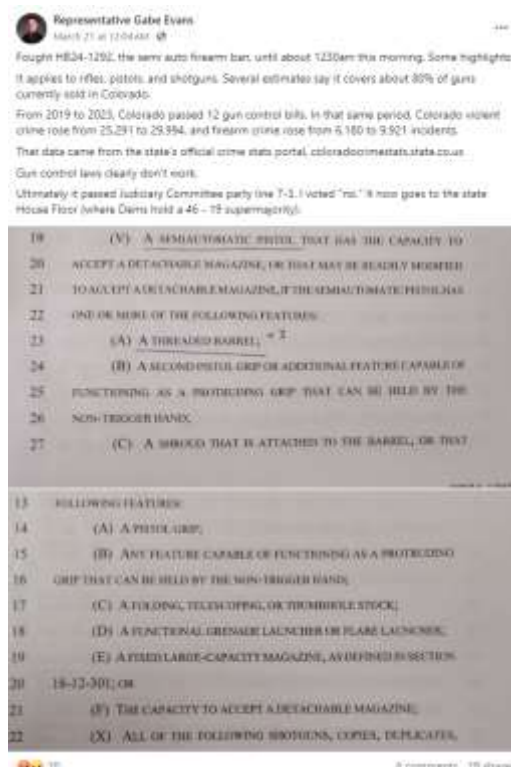 Representative Gabe Evans
March 21 at 12:04 AM
Fought HB24-1292, the semi auto firearm ban, until about 1230am this morning. Some highlights
It applies to rifles, pistols, and shotguns. Several estimates say it covers about 80% of guns
currently sold in Colorado.
From 2019 to 2023, Colorado passed 12 gun control bills. In that same period, Colorado violent
crime rose from 25,291 to 29,994, and firearm crime rose from 6,180 to 9,921 incidents.
That data came from the state's official crime stats portal, coloradocrimestats.state.co.us
Gun control laws clearly don't work.
Ultimately it passed Judiciary Committee party line 7-3. I voted "no." It now goes to the state
House Floor (where Dems hold a 46 - 19 supermajority).
19 (V) A SEMIAUTOMATIC PISTOL THAT HAS THE CAPACITY TO
20 ACCEPT A DETACHABLE MAGAZINE, OR THAT MAY BE READILY MODIFIED
21 TO ACCEPT A DETACHABLE MAGAZINE, IF THE SEMIAUTOMATIC PISTOL HAS
22 ONE OR MORE OF THE FOLLOWING FEATURES:
23 (A) A THREADED BARREL;
24 (B) A SECOND PISTOL GRIP OR ADDITIONAL FEATURE CAPABLE OF
25 FUNCTIONING AS A PROTRUDING GRIP THAT CAN BE HELD BY THE
26 NON-TRIGGER HAND;
27 (C) A SHROUD THAT IS ATTACHED TO THE BARREL, OR THAT
13 FOLLOWING FEATURES:
14 (A) A PISTOL GRIP;
15 (B) ANY FEATURE CAPABLE OF FUNCTIONING AS A PROTRUDING
16 GRIP THAT CAN BE HELD BY THE NON-TRIGGER HAND;
17 (C) A FOLDING, TELESCOPING, OR THUMBHOLE STOCK;
18 (D) A FUNCTIONAL GRENADE LAUNCHER OR FLARE LAUNCHER;
19 (E) A FIXED LARGE-CAPACITY MAGAZINE, AS DEFINED IN SECTION
20 18-12-301; OR
21 (F) THE CAPACITY TO ACCEPT A DETACHABLE MAGAZINE;
22 (X) ALL OF THE FOLLOWING SHOTGUNS, COPIES, DUPLICATES,